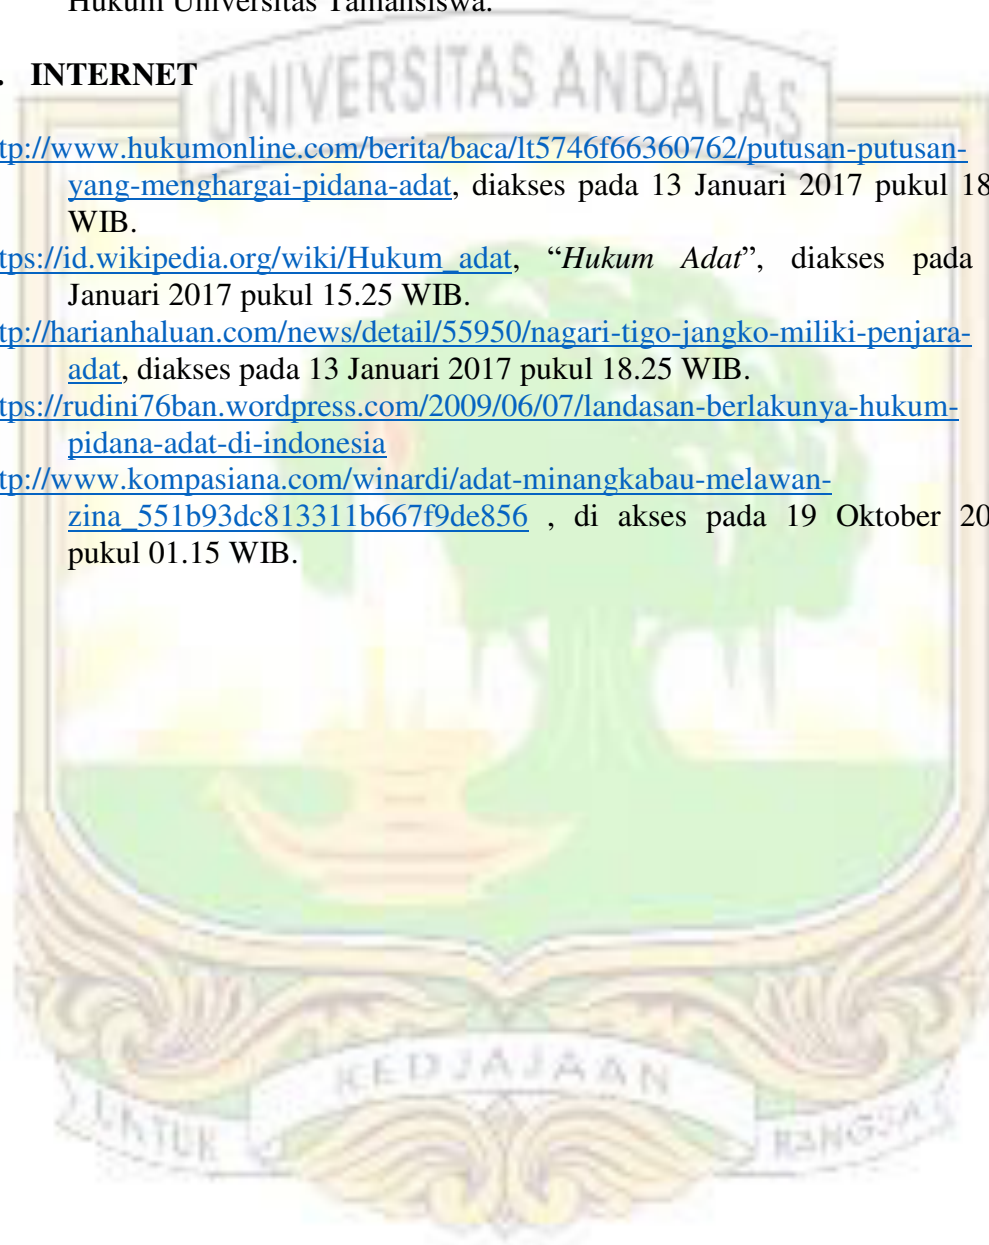 Hukum Universitas Tamansiswa.
. INTERNET
UNIVERSITAS ANDALAS
tp://www.hukumonline.com/berita/baca/lt5746f66360762/putusan-putusan-
yang-menghargai-pidana-adat, diakses pada 13 Januari 2017 pukul 18
WIB.
tps://id.wikipedia.org/wiki/Hukum_adat, “Hukum Adat”, diakses pada
Januari 2017 pukul 15.25 WIB.
tp://harianhaluan.com/news/detail/55950/nagari-tigo-jangko-miliki-penjara-
adat, diakses pada 13 Januari 2017 pukul 18.25 WIB.
tps://rudini76ban.wordpress.com/2009/06/07/landasan-berlakunya-hukum-
pidana-adat-di-indonesia
tp://www.kompasiana.com/winardi/adat-minangkabau-melawan-
zina_551b93dc813311b667f9de856 , di akses pada 19 Oktober 20
pukul 01.15 WIB.
UNTUK KEDJAJAAN BANGSA